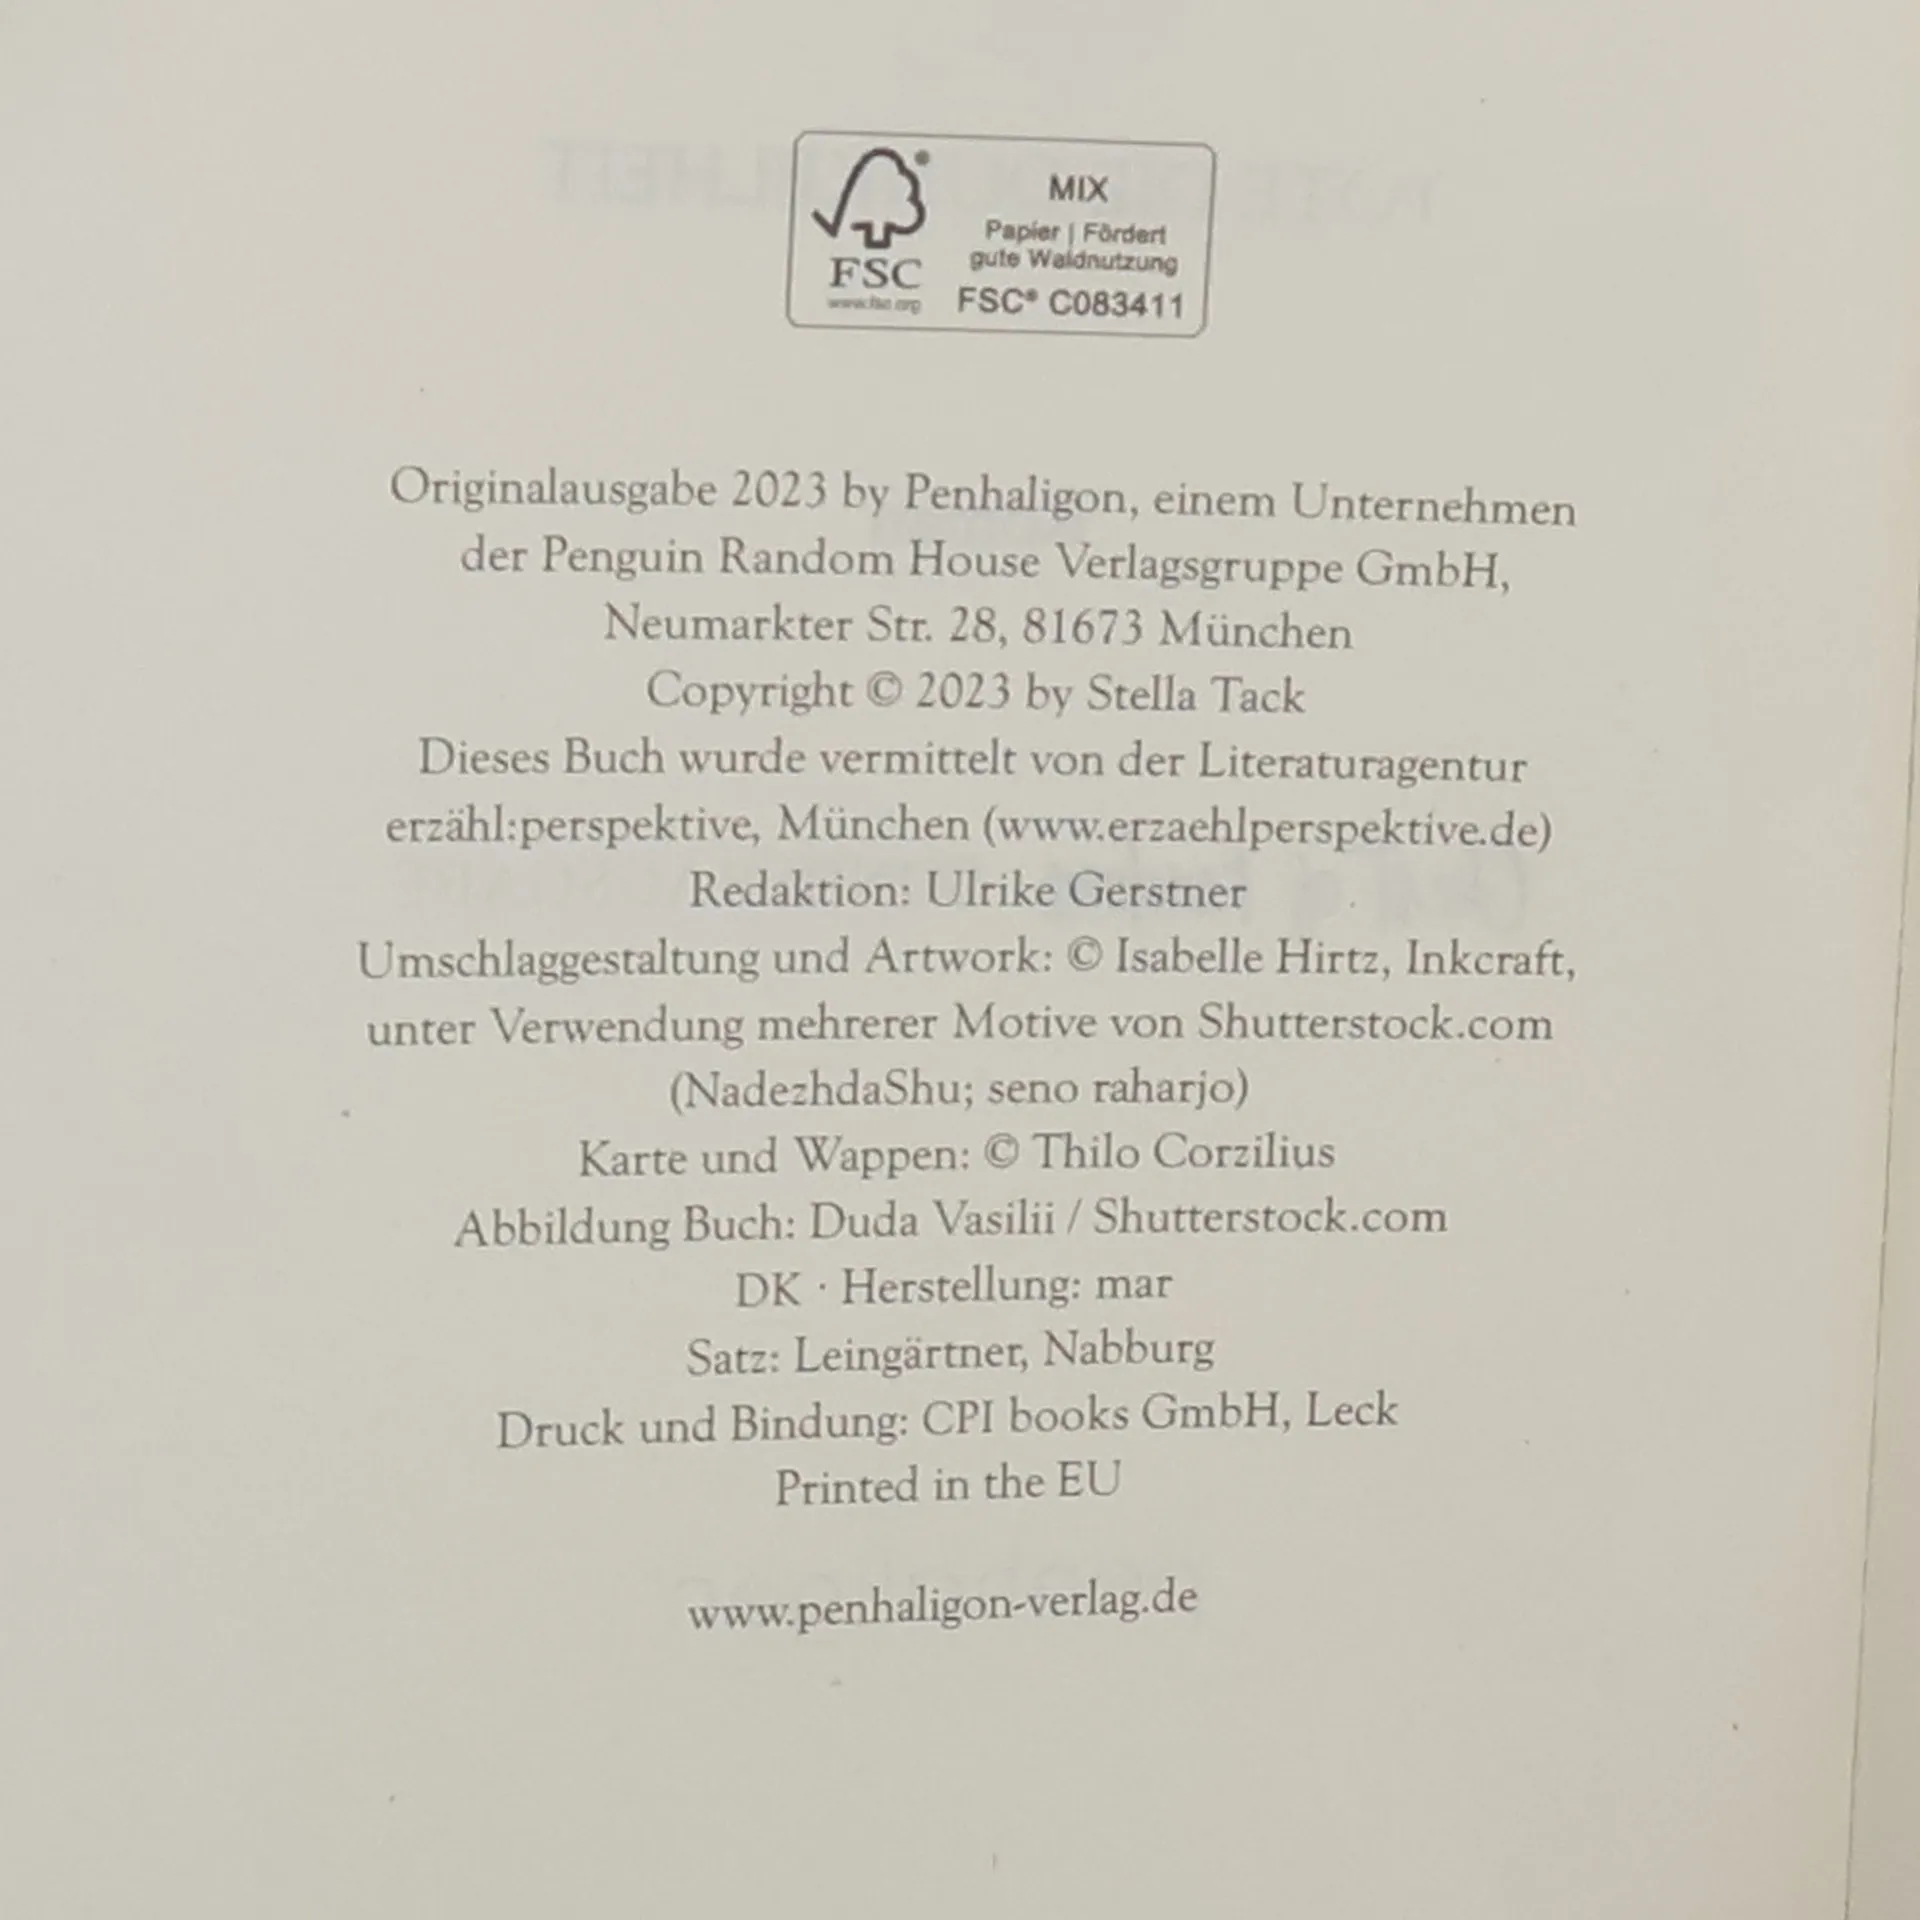 MIX
Papier | Fördert
gute Waldnutzung
FSC® C083411
FSC
www.fsc.org
Originalausgabe 2023 by Penhaligon, einem Unternehmen
der Penguin Random House Verlagsgruppe GmbH,
Neumarkter Str. 28, 81673 München
Copyright © 2023 by Stella Tack
Dieses Buch wurde vermittelt von der Literaturagentur
erzähl:perspektive, München (www.erzaehlperspektive.de)
Redaktion: Ulrike Gerstner
Umschlaggestaltung und Artwork: © Isabelle Hirtz, Inkcraft,
unter Verwendung mehrerer Motive von Shutterstock.com
(NadezhdaShu; seno raharjo)
Karte und Wappen: © Thilo Corzilius
Abbildung Buch: Duda Vasilii / Shutterstock.com
DK · Herstellung: mar
Satz: Leingärtner, Nabburg
Druck und Bindung: CPI books GmbH, Leck
Printed in the EU
www.penhaligon-verlag.de